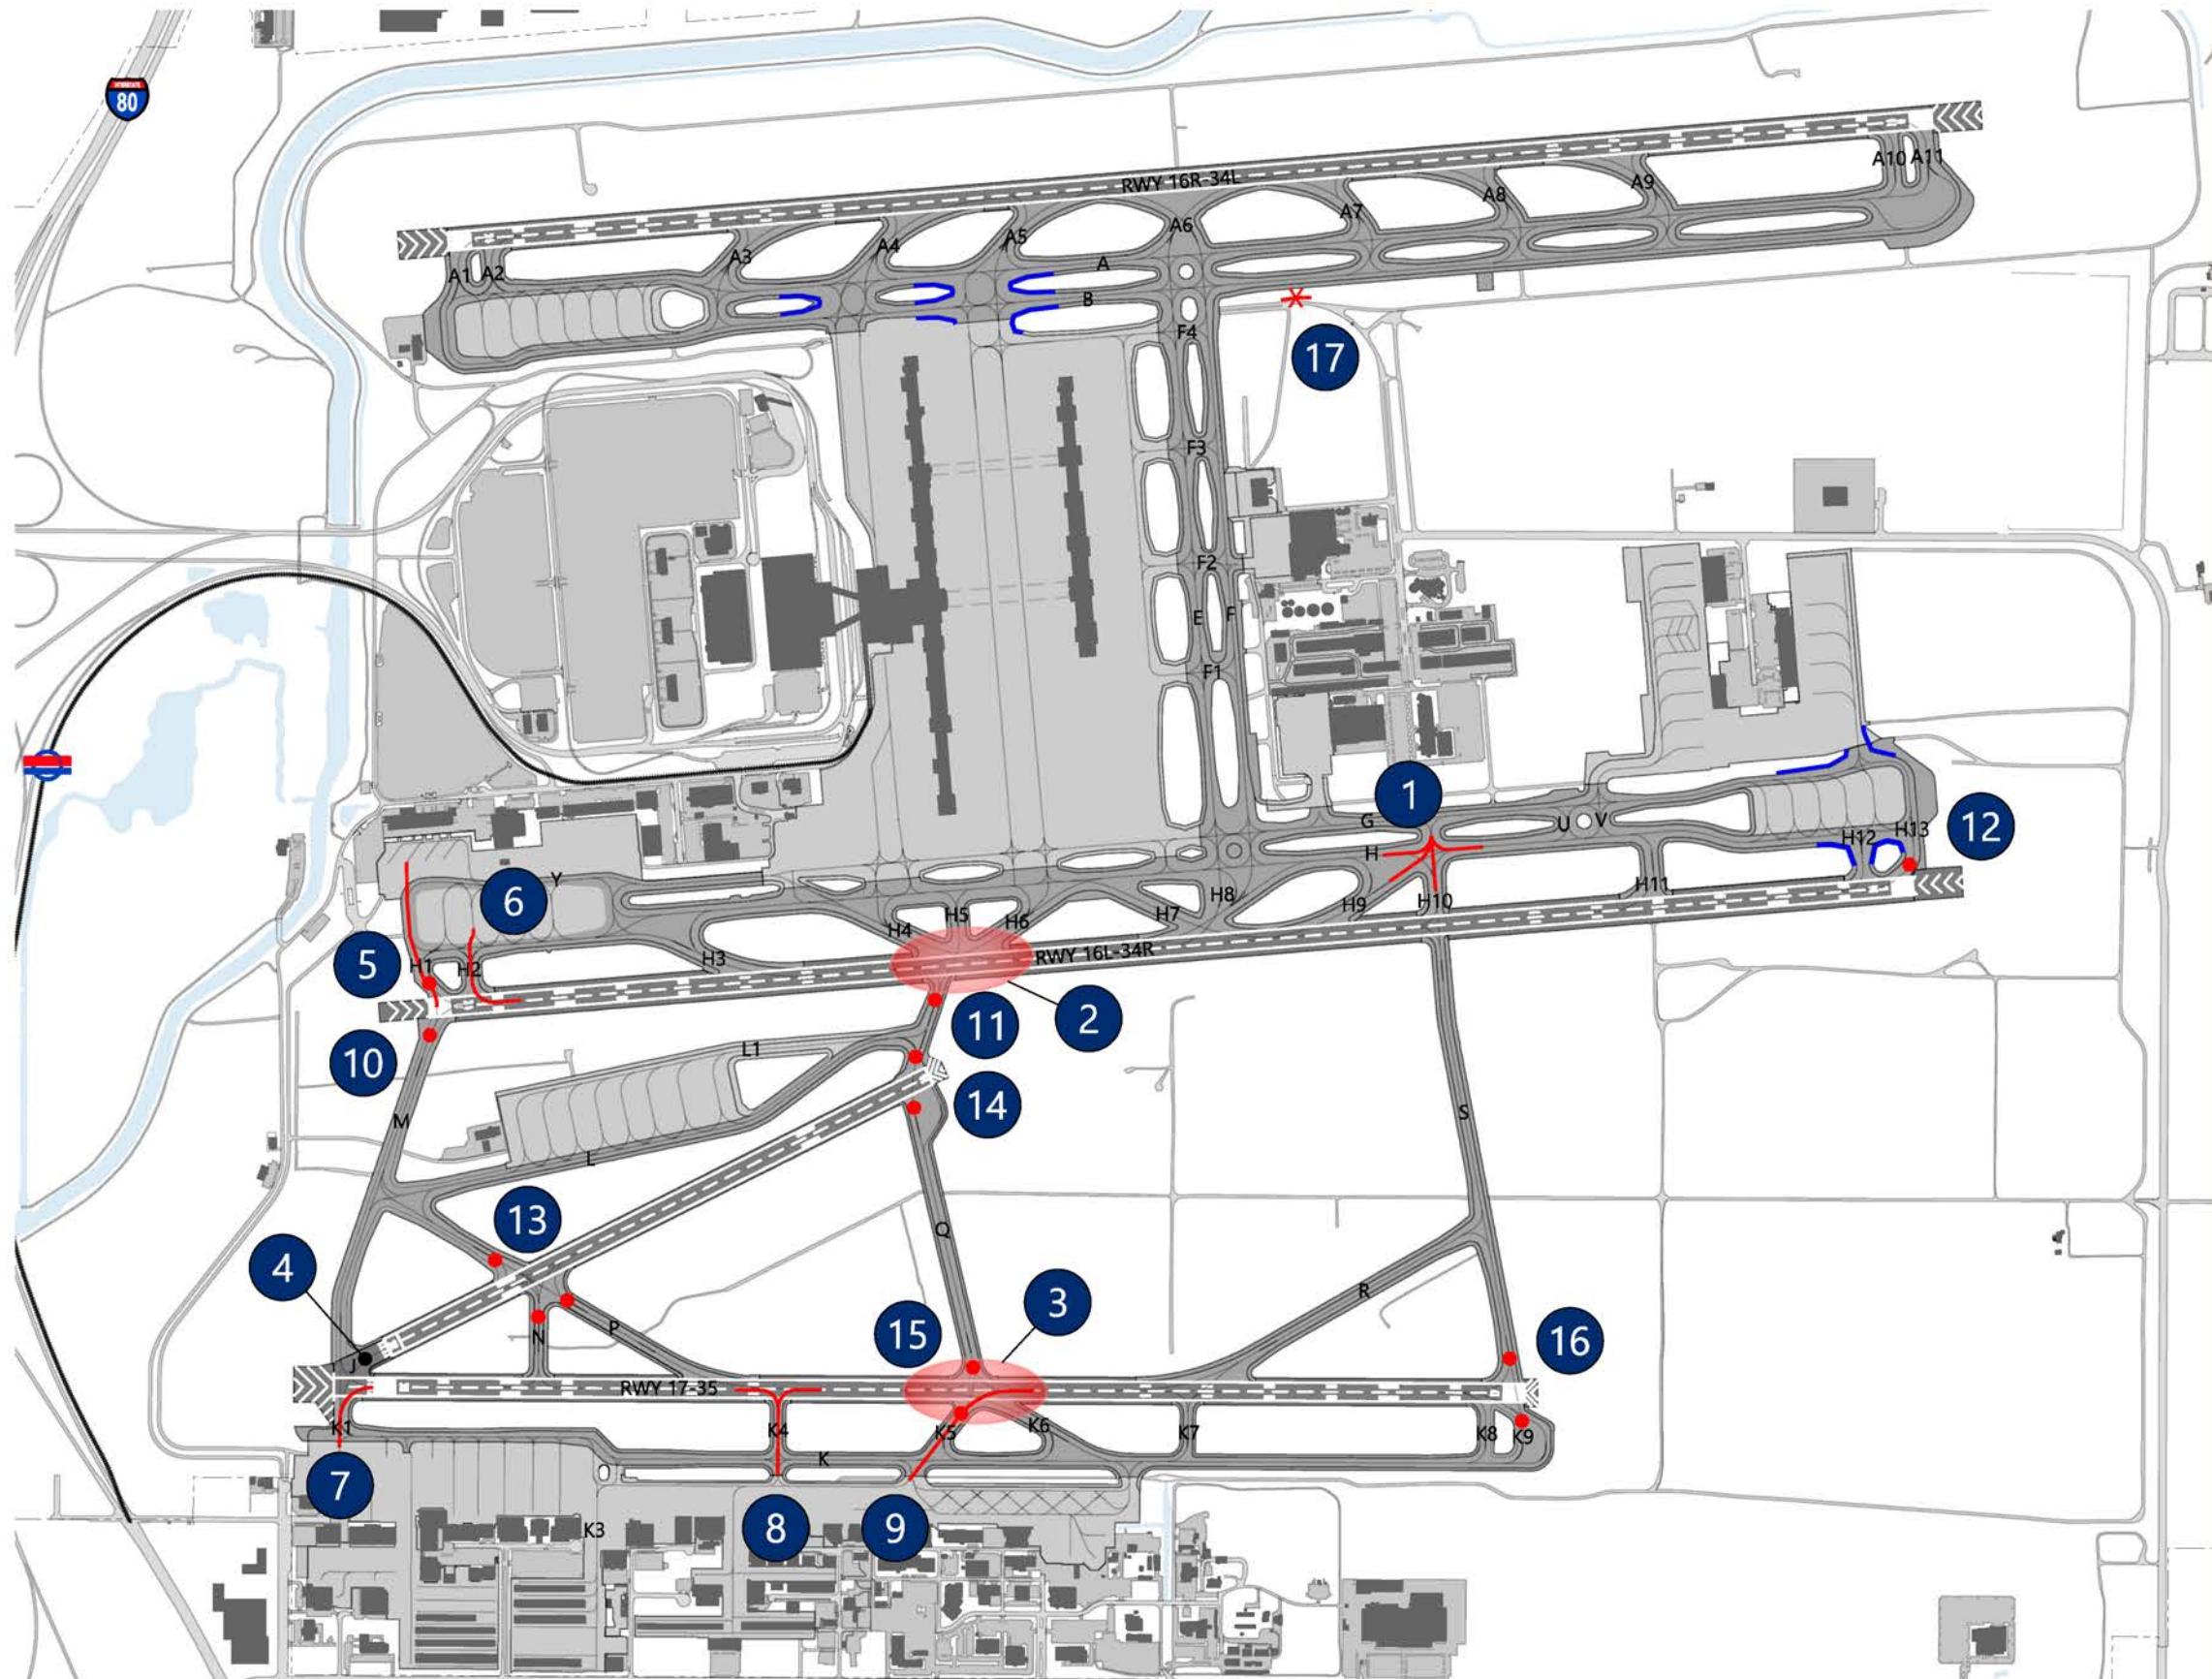 INTERSTATE
80
A10
A11
RWY 16R-34L
A9
A8
A7
A6
A5
A4
A3
A1
A2
A
B
F4
17
F3
F2
E
F
F1
1
G
H
U
V
H12
H13
12
Y
6
H11
H10
H9
H8
H7
H6
H5
H4
RWY 16L-34R
H3
5
H1
H2
11
2
10
L1
14
M
S
L
13
Q
4
3
R
15
16
N
P
J
RWY 17-35
K1
K4
K5
K6
K7
K8
K9
K
7
8
9
K3